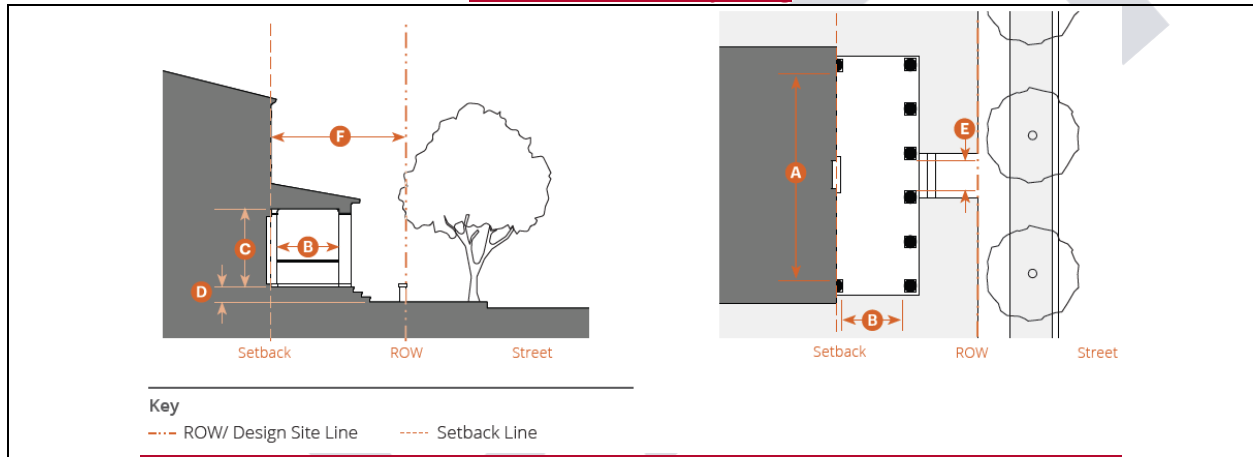 F
C
B
D
Setback
ROW
Street
A
E
B
Setback
ROW
Street
Key
ROW/ Design Site Line
Setback Line